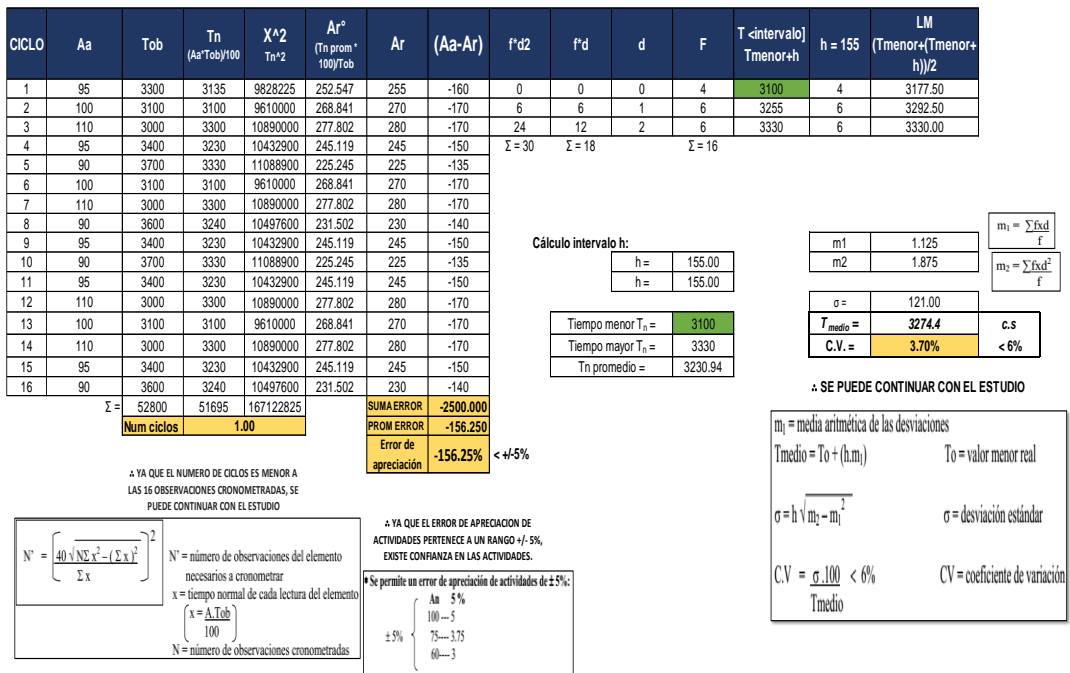 CICLO Aa Tob Tn (Aa*Tob)/100 X^2 Tn^2 Ar° (Tn prom * 100)/Tob Ar (Aa-Ar) f*d2 f*d d F T <intervalo] Tmenor+h h = 155 LM (Tmenor+(Tmenor+ h))/2
1 95 3300 3135 9828225 252.547 255 -160 0 0 0 4 3100 4 3177.50
2 100 3100 3100 9610000 268.841 270 -170 6 6 1 6 3255 6 3292.50
3 110 3000 3300 10890000 277.802 280 -170 24 12 2 6 3330 6 3330.00
4 95 3400 3230 10432900 245.119 245 -150 Σ = 30 Σ = 18 Σ = 16
5 90 3700 3330 11088900 225.245 225 -135
6 100 3100 3100 9610000 268.841 270 -170
7 110 3000 3300 10890000 277.802 280 -170
8 90 3600 3240 10497600 231.502 230 -140
9 95 3400 3230 10432900 245.119 245 -150
10 90 3700 3330 11088900 225.245 225 -135
11 95 3400 3230 10432900 245.119 245 -150
12 110 3000 3300 10890000 277.802 280 -170
13 100 3100 3100 9610000 268.841 270 -170
14 110 3000 3300 10890000 277.802 280 -170
15 95 3400 3230 10432900 245.119 245 -150
16 90 3600 3240 10497600 231.502 230 -140
Σ = 52800 51695 167122825 SUMA ERROR -2500.000
Num ciclos 1.00 PROM ERROR -156.250
Error de apreciación -156.25% < +/-5%
Cálculo intervalo h:
h = 155.00
h = 155.00
Tiempo menor Tn = 3100
Tiempo mayor Tn = 3330
Tn promedio = 3230.94
m1 1.125
m2 1.875
m₁ = ∑fxd
f
m₂ = ∑fxd²
f
σ = 121.00
Tmedio = 3274.4 c.s
C.V. = 3.70% < 6%
∴ SE PUEDE CONTINUAR CON EL ESTUDIO
m₁ = media aritmética de las desviaciones
Tmedio = To + (h.m₁) To = valor menor real
σ = h √m₂ – m₁² σ = desviación estándar
C.V = σ .100 < 6% CV = coeficiente de variación
Tmedio
∴ YA QUE EL NUMERO DE CICLOS ES MENOR A
LAS 16 OBSERVACIONES CRONOMETRADAS, SE
PUEDE CONTINUAR CON EL ESTUDIO
N' = [40 √NΣ x² – (Σ x)²]²
Σ x
N' = número de observaciones del elemento
necesarios a cronometrar
x = tiempo normal de cada lectura del elemento
(x = A.Tob)
100
N = número de observaciones cronometradas
∴ YA QUE EL ERROR DE APRECIACION DE
ACTIVIDADES PERTENECE A UN RANGO +/- 5%,
EXISTE CONFIANZA EN LAS ACTIVIDADES.
* Se permite un error de apreciación de actividades de ± 5%:
An 5 %
100 --- 5
± 5% { 75---- 3.75
60---- 3